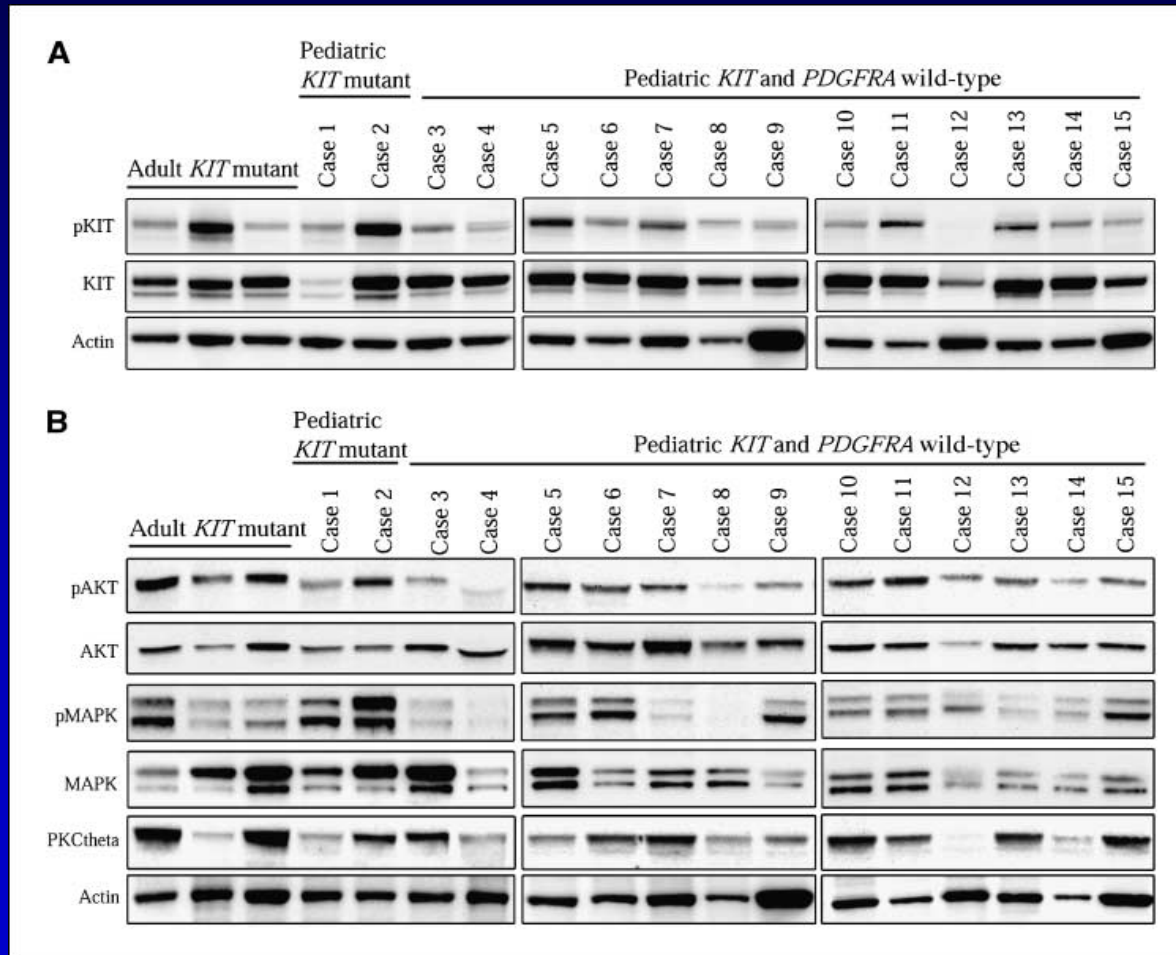 A
Pediatric
KIT mutant
Pediatric KIT and PDGFRA wild-type
Adult KIT mutant
Case 1
Case 2
Case 3
Case 4
Case 5
Case 6
Case 7
Case 8
Case 9
Case 10
Case 11
Case 12
Case 13
Case 14
Case 15
pKIT
KIT
Actin
B
Pediatric
KIT mutant
Pediatric KIT and PDGFRA wild-type
Adult KIT mutant
Case 1
Case 2
Case 3
Case 4
Case 5
Case 6
Case 7
Case 8
Case 9
Case 10
Case 11
Case 12
Case 13
Case 14
Case 15
pAKT
AKT
pMAPK
MAPK
PKCtheta
Actin